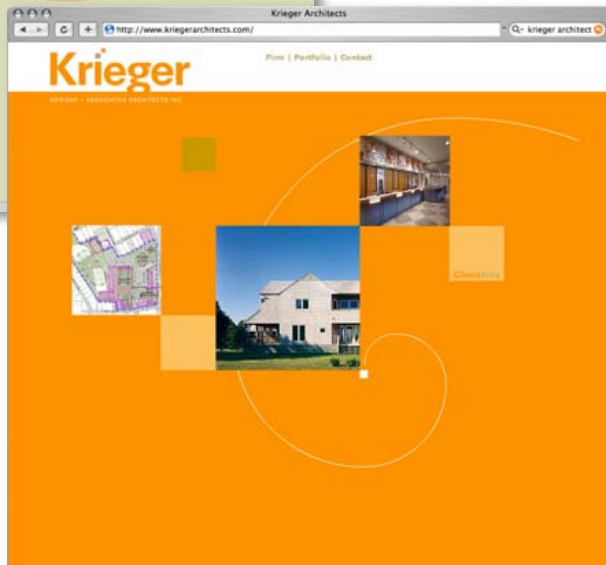 Krieger Architects
http://www.kriegerarchitects.com/
krieger architect
Krieger
Firm | Portfolio | Contact
KRIEGER + ASSOCIATES ARCHITECTS INC
ClientArea